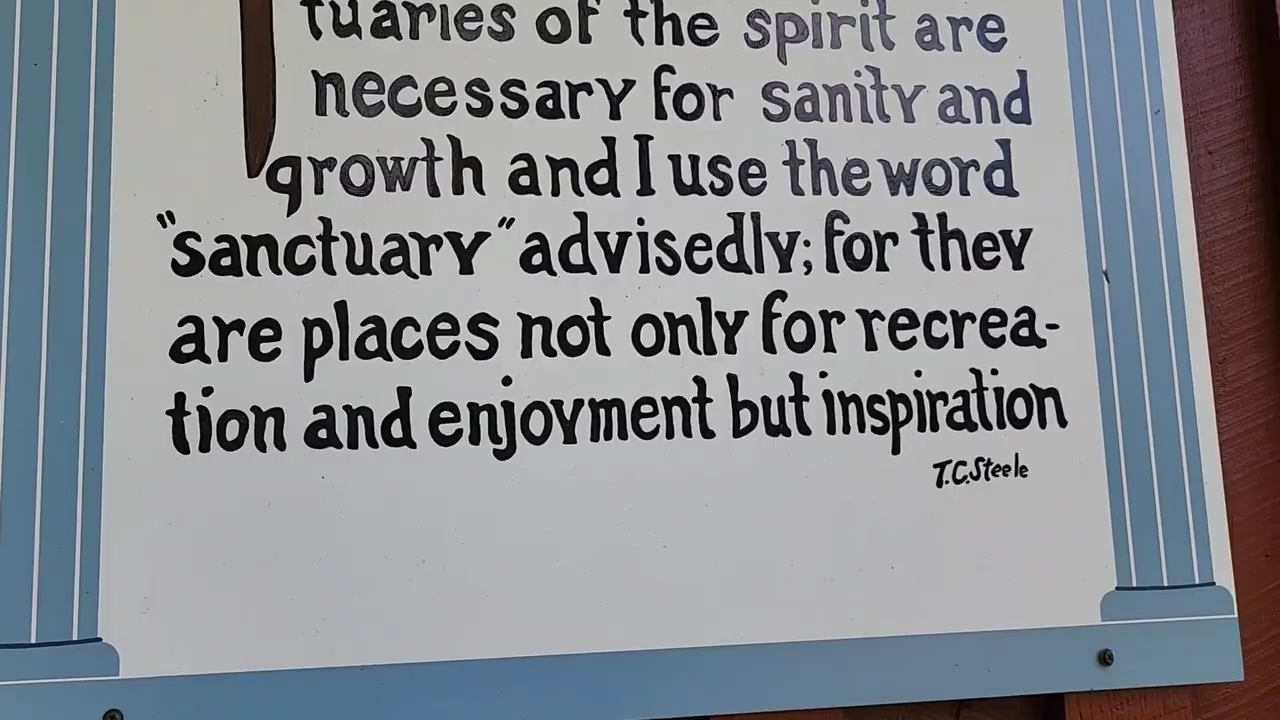 tuaries of the spirit are
necessary for sanity and
growth and I use the word
"sanctuary" advisedly; for they
are places not only for recrea-
tion and enjoyment but inspiration
T.C.Steele